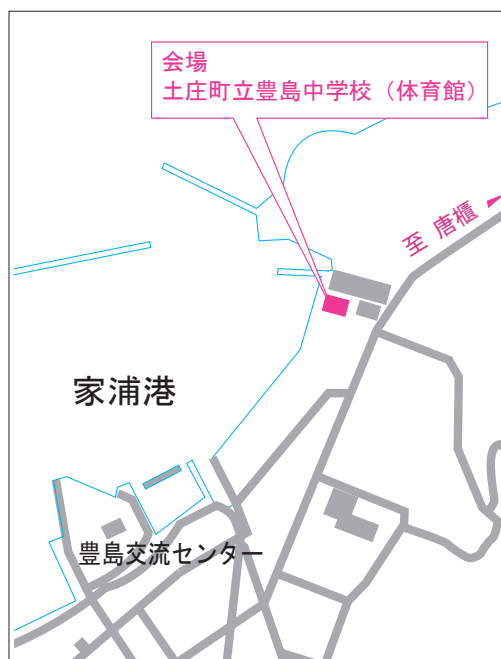 会場
土庄町立豊島中学校（体育館）
至 唐櫃
家浦港
豊島交流センター